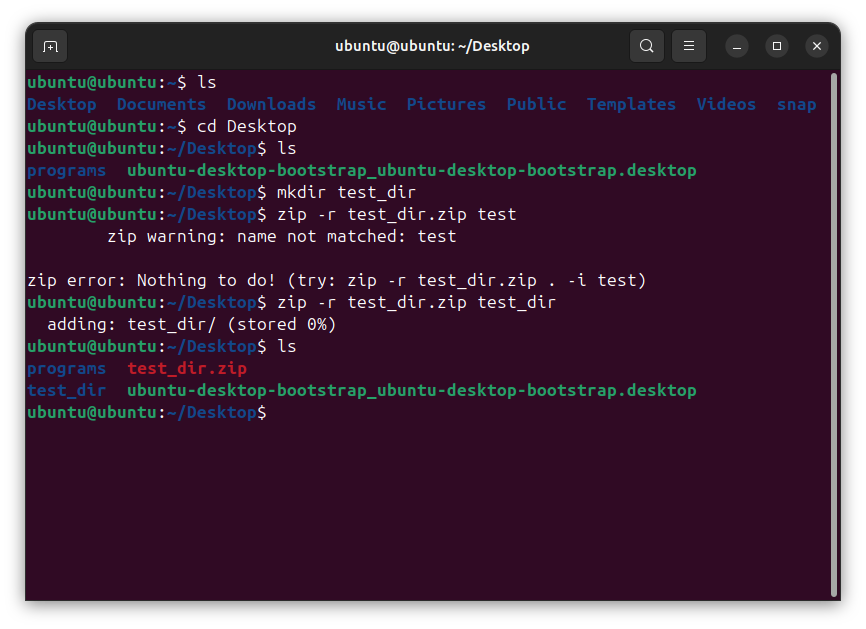 ubuntu@ubuntu: ~/Desktop
ubuntu@ubuntu:~$ ls
Desktop  Documents  Downloads  Music  Pictures  Public  Templates  Videos  snap
ubuntu@ubuntu:~$ cd Desktop
ubuntu@ubuntu:~/Desktop$ ls
programs  ubuntu-desktop-bootstrap_ubuntu-desktop-bootstrap.desktop
ubuntu@ubuntu:~/Desktop$ mkdir test_dir
ubuntu@ubuntu:~/Desktop$ zip -r test_dir.zip test
        zip warning: name not matched: test
zip error: Nothing to do! (try: zip -r test_dir.zip . -i test)
ubuntu@ubuntu:~/Desktop$ zip -r test_dir.zip test_dir
  adding: test_dir/ (stored 0%)
ubuntu@ubuntu:~/Desktop$ ls
programs  test_dir.zip
test_dir  ubuntu-desktop-bootstrap_ubuntu-desktop-bootstrap.desktop
ubuntu@ubuntu:~/Desktop$